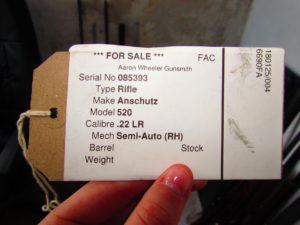 *** FOR SALE *** FAC
Aaron Wheeler Gunsmith
Serial No 085393
Type Rifle
Make Anschutz
Model 520
Calibre .22 LR
Mech Semi-Auto (RH)
Barrel Stock
Weight
180125/004
6690FA